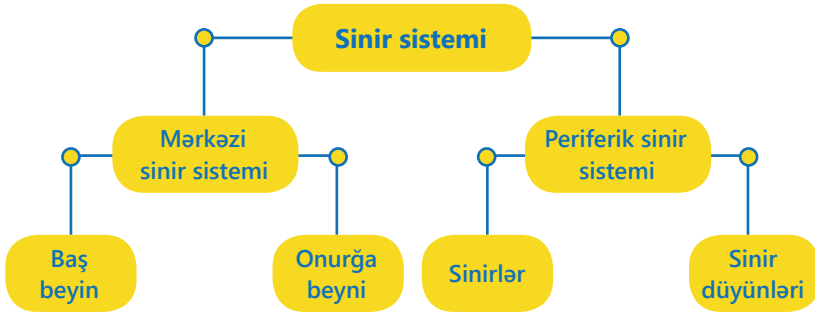 Sinir sistemi
Mərkəzi
sinir sistemi
Periferik sinir
sistemi
Baş
beyin
Onurğa
beyni
Sinirlər
Sinir
düyünləri